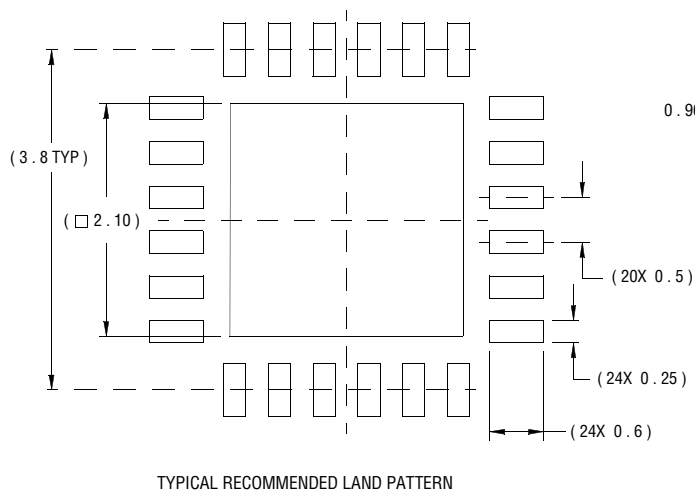 0.90
(3.8 TYP)
(□ 2.10)
(20X 0.5)
(24X 0.25)
(24X 0.6)
TYPICAL RECOMMENDED LAND PATTERN